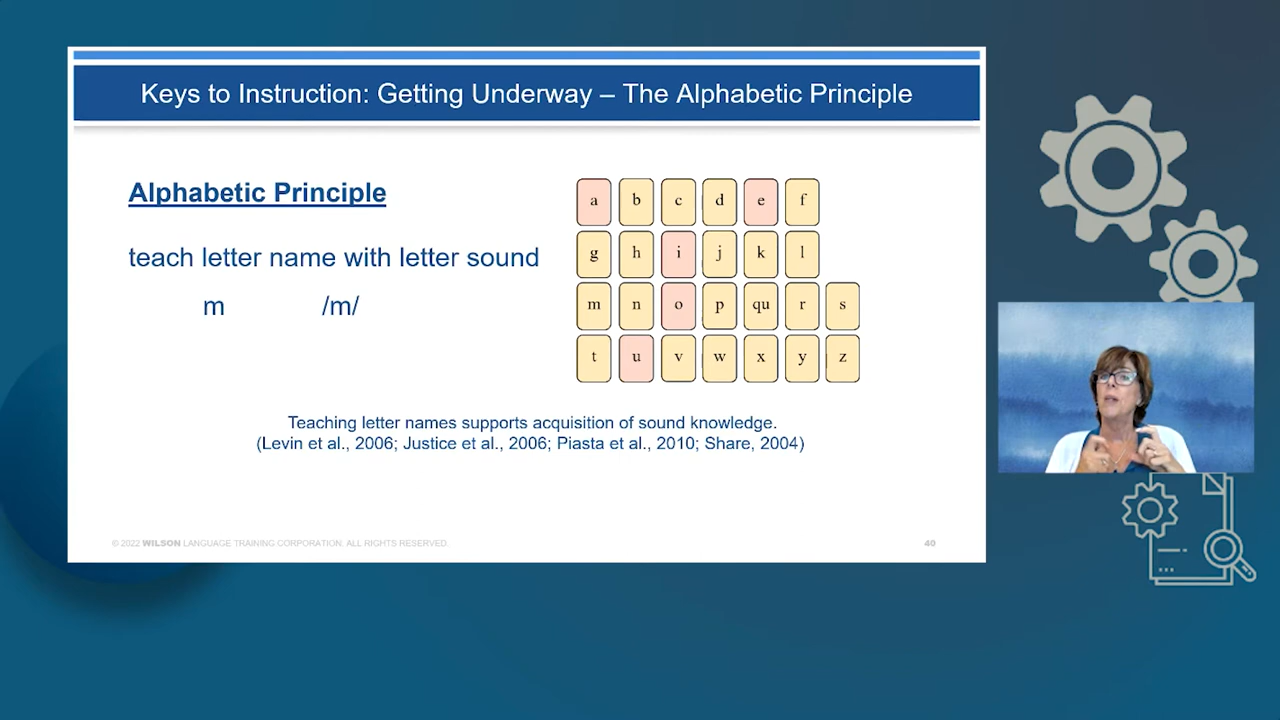 Keys to Instruction: Getting Underway – The Alphabetic Principle
Alphabetic Principle
teach letter name with letter sound
m /m/
a b c d e f
g h i j k l
m n o p qu r s
t u v w x y z
Teaching letter names supports acquisition of sound knowledge.
(Levin et al., 2006; Justice et al., 2006; Piasta et al., 2010; Share, 2004)
© 2022 WILSON LANGUAGE TRAINING CORPORATION. ALL RIGHTS RESERVED. 40